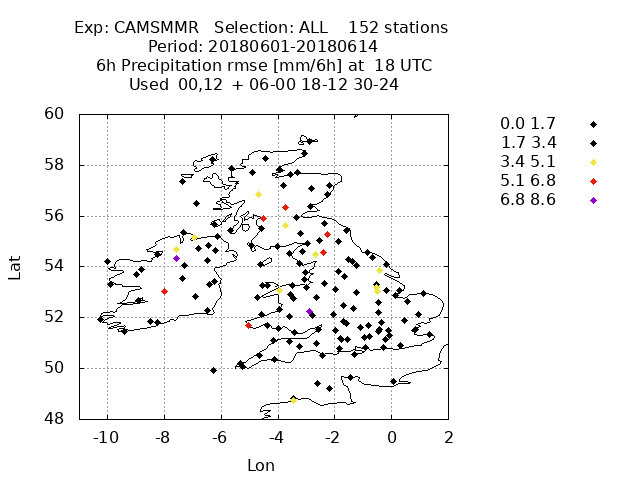 Exp: CAMSMMR Selection: ALL 152 stations
Period: 20180601-20180614
6h Precipitation rmse [mm/6h] at 18 UTC
Used 00,12 + 06-00 18-12 30-24
0.0 1.7
1.7 3.4
3.4 5.1
5.1 6.8
6.8 8.6
60
58
56
54
52
50
48
Lat
-10 -8 -6 -4 -2 0 2
Lon